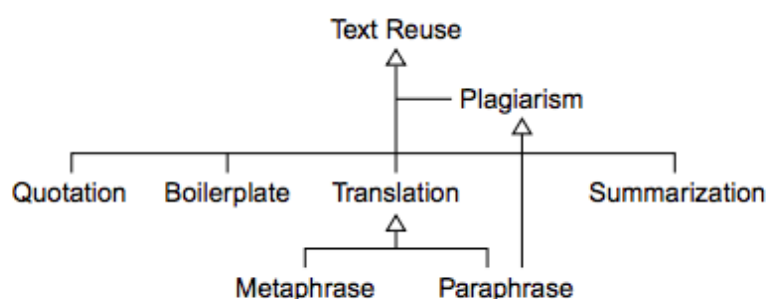 Text Reuse
Plagiarism
Quotation Boilerplate Translation Summarization
Metaphrase Paraphrase